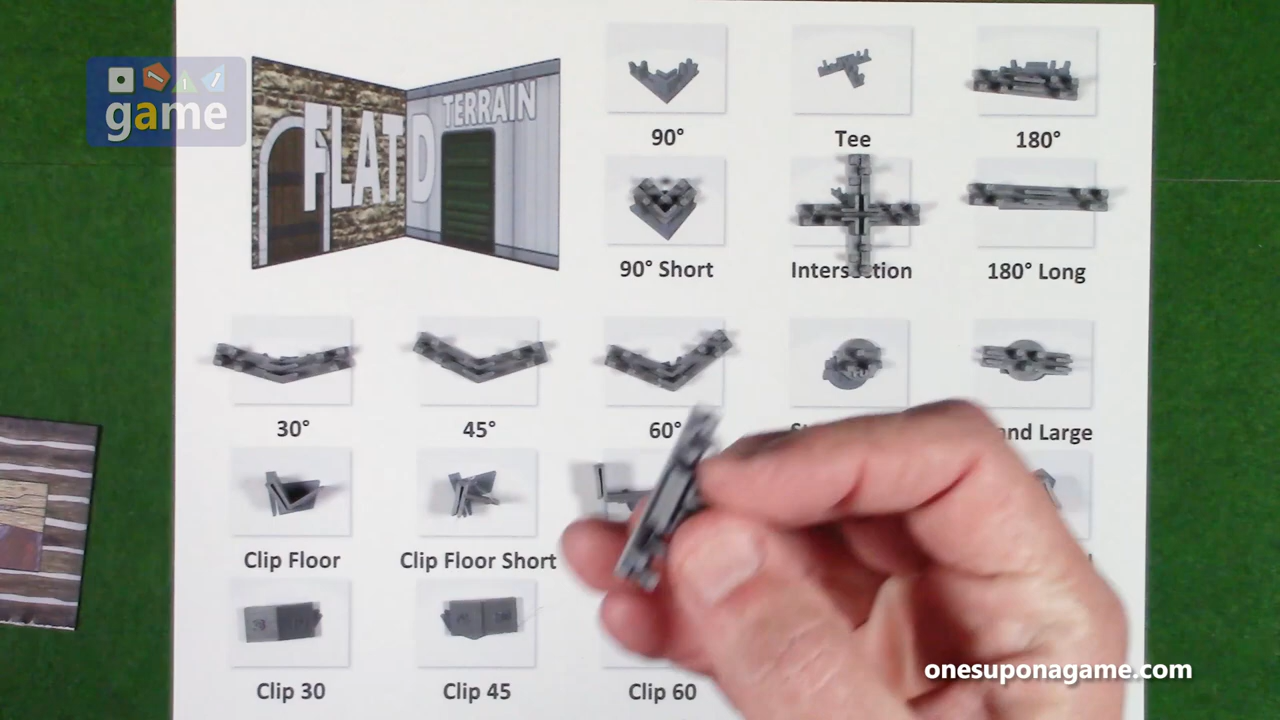 game
FLAT D TERRAIN
90°
Tee
180°
90° Short
Intersection
180° Long
30°
45°
60°
Large
Clip Floor
Clip Floor Short
Clip 30
Clip 45
Clip 60
onesuponagame.com